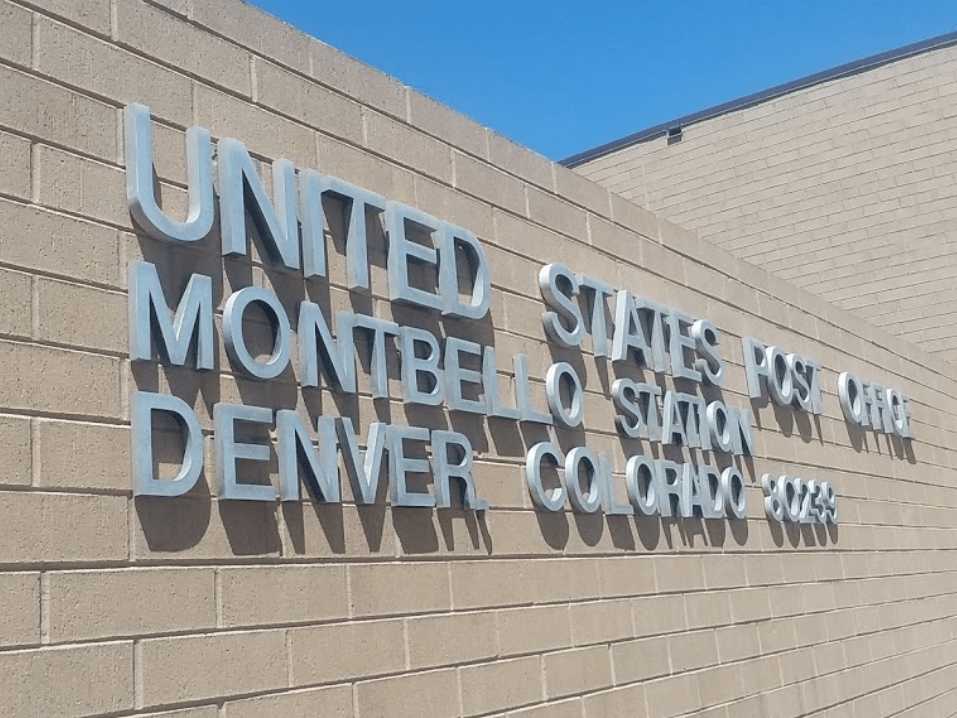 UNITED STATES POST OFFICE
MONTBELLO STATION
DENVER, COLORADO 80239